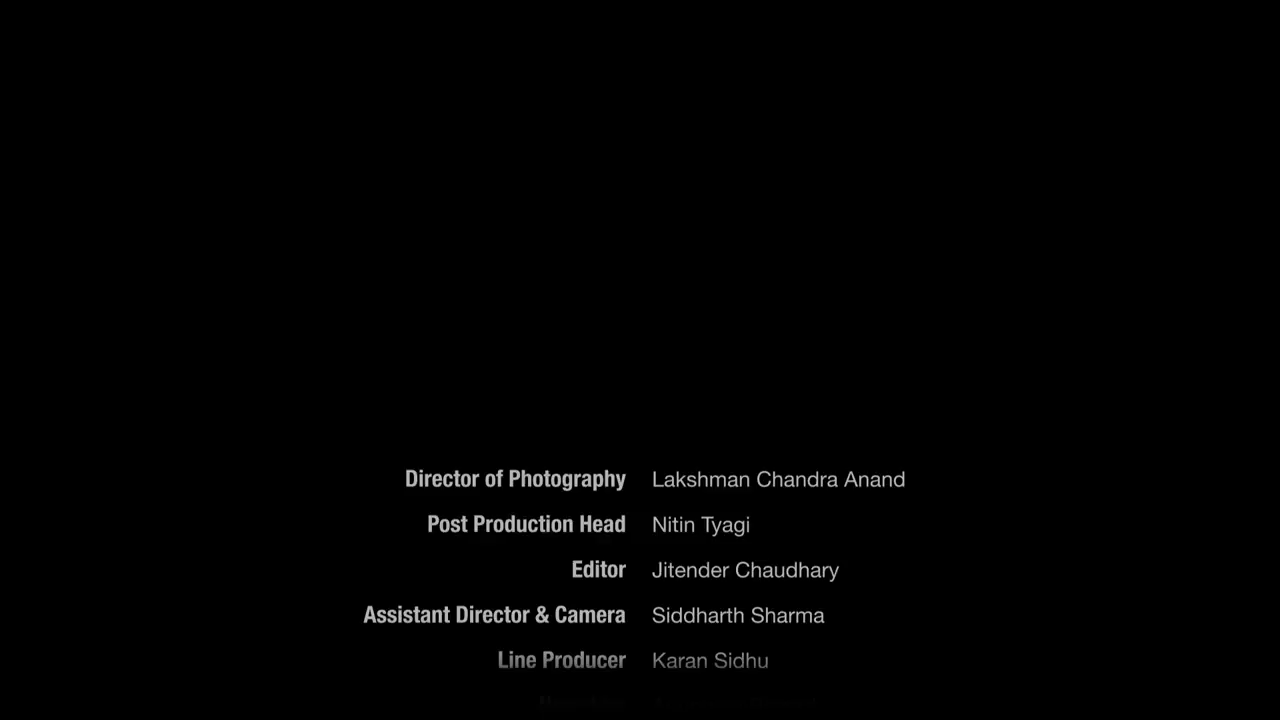 Director of Photography Lakshman Chandra Anand
Post Production Head Nitin Tyagi
Editor Jitender Chaudhary
Assistant Director & Camera Siddharth Sharma
Line Producer Karan Sidhu